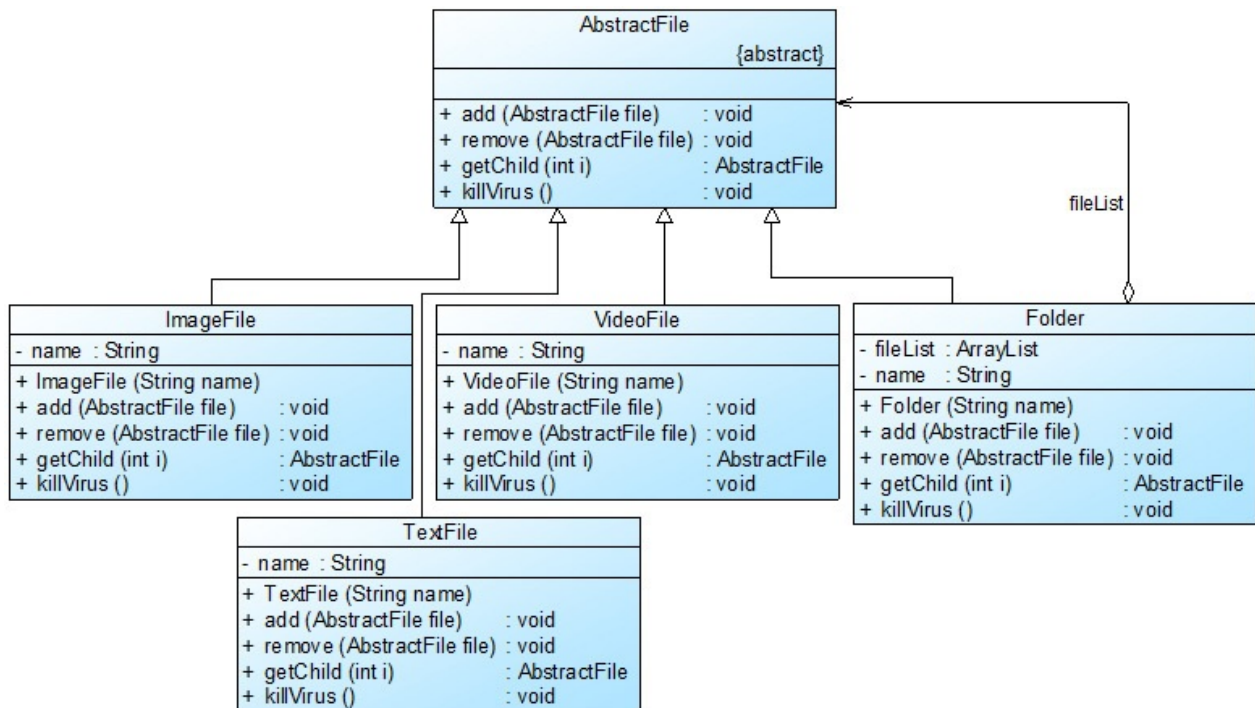 AbstractFile
{abstract}
+ add (AbstractFile file) : void
+ remove (AbstractFile file) : void
+ getChild (int i) : AbstractFile
+ killVirus () : void
fileList
ImageFile
- name : String
+ ImageFile (String name)
+ add (AbstractFile file) : void
+ remove (AbstractFile file) : void
+ getChild (int i) : AbstractFile
+ killVirus () : void
VideoFile
- name : String
+ VideoFile (String name)
+ add (AbstractFile file) : void
+ remove (AbstractFile file) : void
+ getChild (int i) : AbstractFile
+ killVirus () : void
Folder
- fileList : ArrayList
- name : String
+ Folder (String name)
+ add (AbstractFile file) : void
+ remove (AbstractFile file) : void
+ getChild (int i) : AbstractFile
+ killVirus () : void
TextFile
- name : String
+ TextFile (String name)
+ add (AbstractFile file) : void
+ remove (AbstractFile file) : void
+ getChild (int i) : AbstractFile
+ killVirus () : void